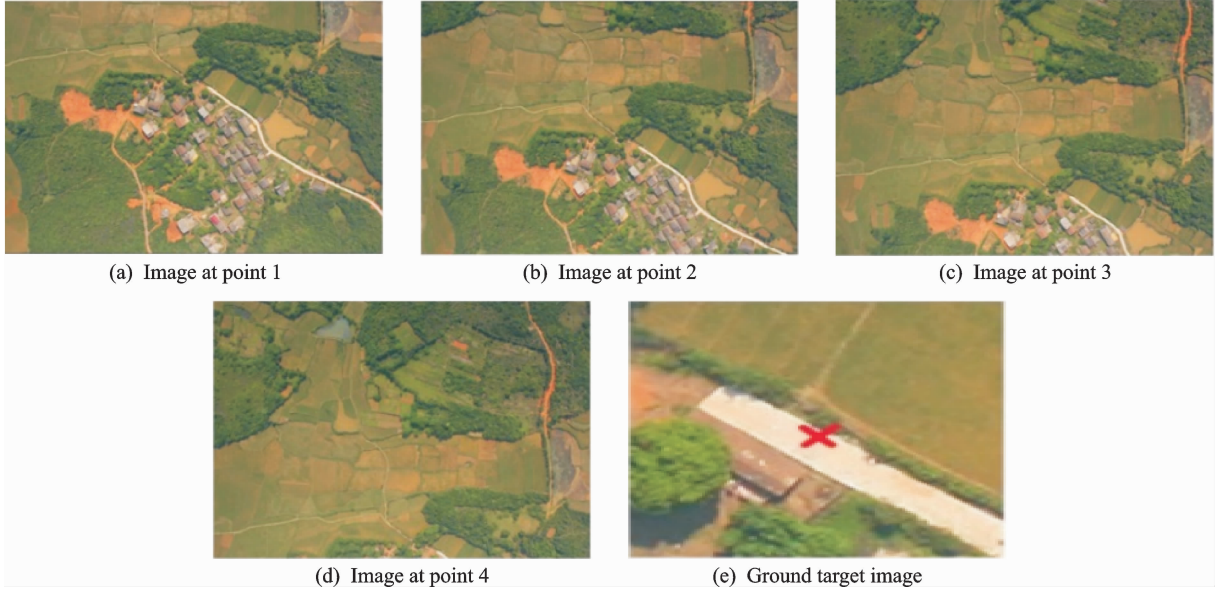 (a) Image at point 1
(b) Image at point 2
(c) Image at point 3
(d) Image at point 4
(e) Ground target image